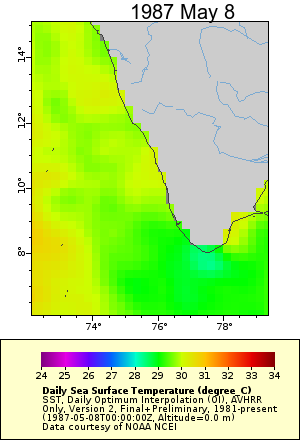 1987 May 8
14°
12°
10°
8°
74°
76°
78°
24 25 26 27 28 29 30 31 32 33 34
Daily Sea Surface Temperature (degree_C)
SST, Daily Optimum Interpolation (OI), AVHRR
Only, Version 2, Final+Preliminary, 1981-present
(1987-05-08T00:00:00Z, Altitude=0.0 m)
Data courtesy of NOAA NCEI